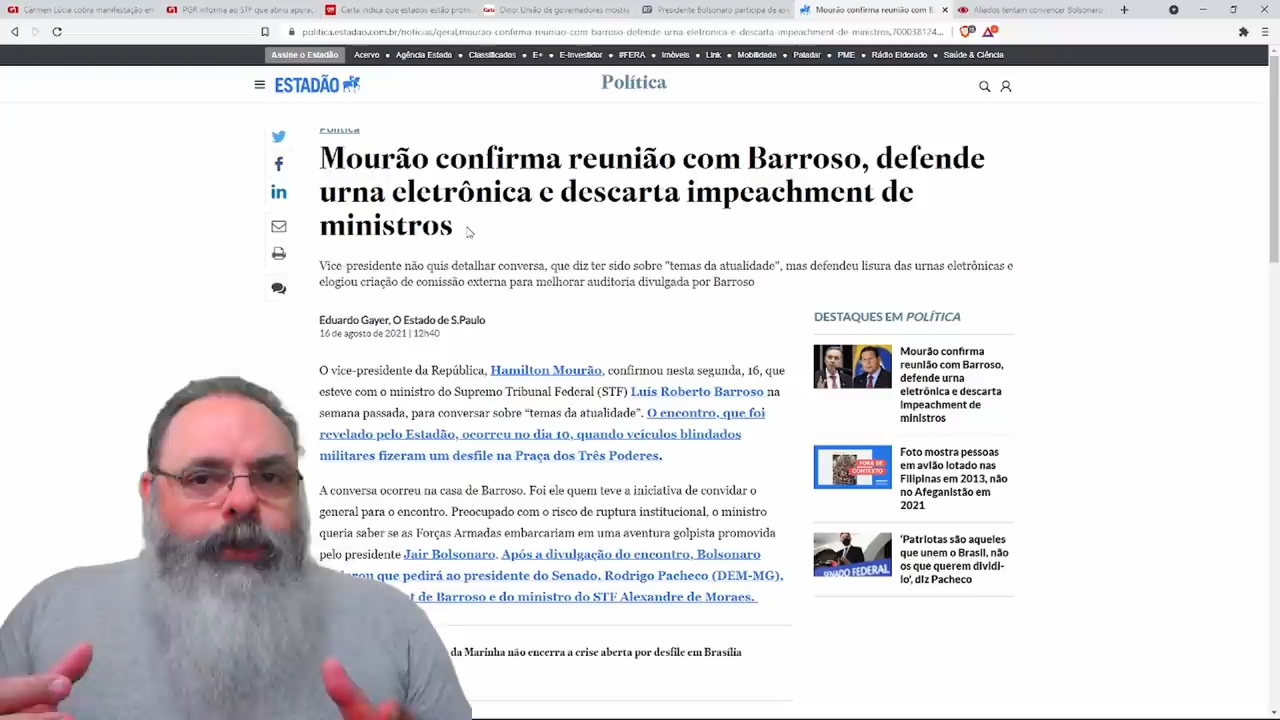 Carmen Lúcia cobra manifestação em
PGR informa ao STF que abriu apuraç
Carta indica que estados estão prom
Dino: União de governadores mostra
Presidente Bolsonaro participa de ex
Mourão confirma reunião com B
Aliados tentam convencer Bolsonaro
politica.estadao.com.br/noticias/geral,mourao-confirma-reuniao-com-barroso-defende-urna-eletronica-e-descarta-impeachment-de-ministros,700038124...
Assine o Estadão Acervo • Agência Estado • Classificados • E+ • E-Investidor • #FERA • Imóveis • Link • Mobilidade • Paladar • PME • Rádio Eldorado • Saúde & Ciência
ESTADÃO
Política
Política
Mourão confirma reunião com Barroso, defende
urna eletrônica e descarta impeachment de
ministros
Vice-presidente não quis detalhar conversa, que diz ter sido sobre "temas da atualidade", mas defendeu lisura das urnas eletrônicas e
elogiou criação de comissão externa para melhorar auditoria divulgada por Barroso
Eduardo Gayer, O Estado de S.Paulo
16 de agosto de 2021 | 12h40
O vice-presidente da República, Hamilton Mourão, confirmou nesta segunda, 16, que
esteve com o ministro do Supremo Tribunal Federal (STF) Luís Roberto Barroso na
semana passada, para conversar sobre “temas da atualidade”. O encontro, que foi
revelado pelo Estadão, ocorreu no dia 10, quando veículos blindados
militares fizeram um desfile na Praça dos Três Poderes.
A conversa ocorreu na casa de Barroso. Foi ele quem teve a iniciativa de convidar o
general para o encontro. Preocupado com o risco de ruptura institucional, o ministro
queria saber se as Forças Armadas embarcariam em uma aventura golpista promovida
pelo presidente Jair Bolsonaro. Após a divulgação do encontro, Bolsonaro
que pedirá ao presidente do Senado, Rodrigo Pacheco (DEM-MG),
de Barroso e do ministro do STF Alexandre de Moraes.
da Marinha não encerra a crise aberta por desfile em Brasília
DESTAQUES EM POLÍTICA
Mourão confirma
reunião com Barroso,
defende urna
eletrônica e descarta
impeachment de
ministros
Foto mostra pessoas
em avião lotado nas
Filipinas em 2013, não
no Afeganistão em
2021
FORA DE
CONTEXTO
'Patriotas são aqueles
que unem o Brasil, não
os que querem dividi-
lo', diz Pacheco
SENADO FEDERAL